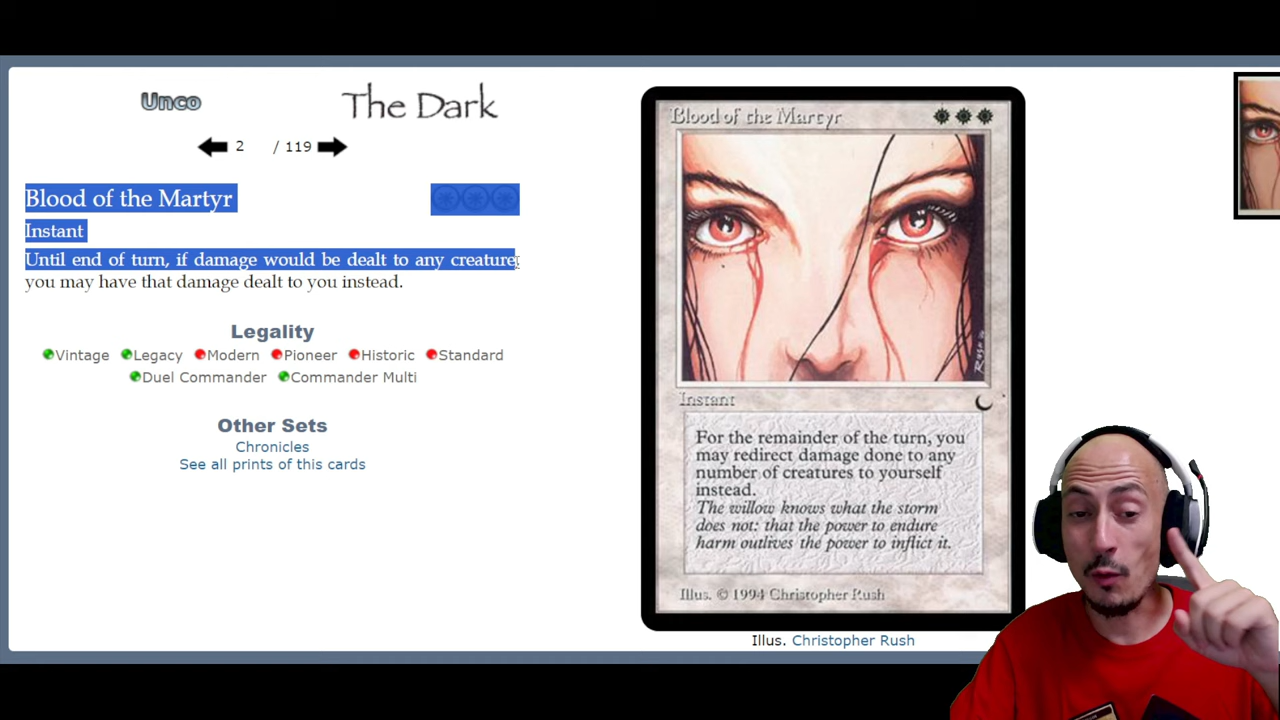 Unco
The Dark
2 / 119
Blood of the Martyr
Instant
Until end of turn, if damage would be dealt to any creature,
you may have that damage dealt to you instead.
Legality
Vintage Legacy Modern Pioneer Historic Standard
Duel Commander Commander Multi
Other Sets
Chronicles
See all prints of this cards
Blood of the Martyr
Rush
Instant
For the remainder of the turn, you
may redirect damage done to any
number of creatures to yourself
instead.
The willow knows what the storm
does not: that the power to endure
harm outlives the power to inflict it.
Illus. © 1994 Christopher Rush
Illus. Christopher Rush